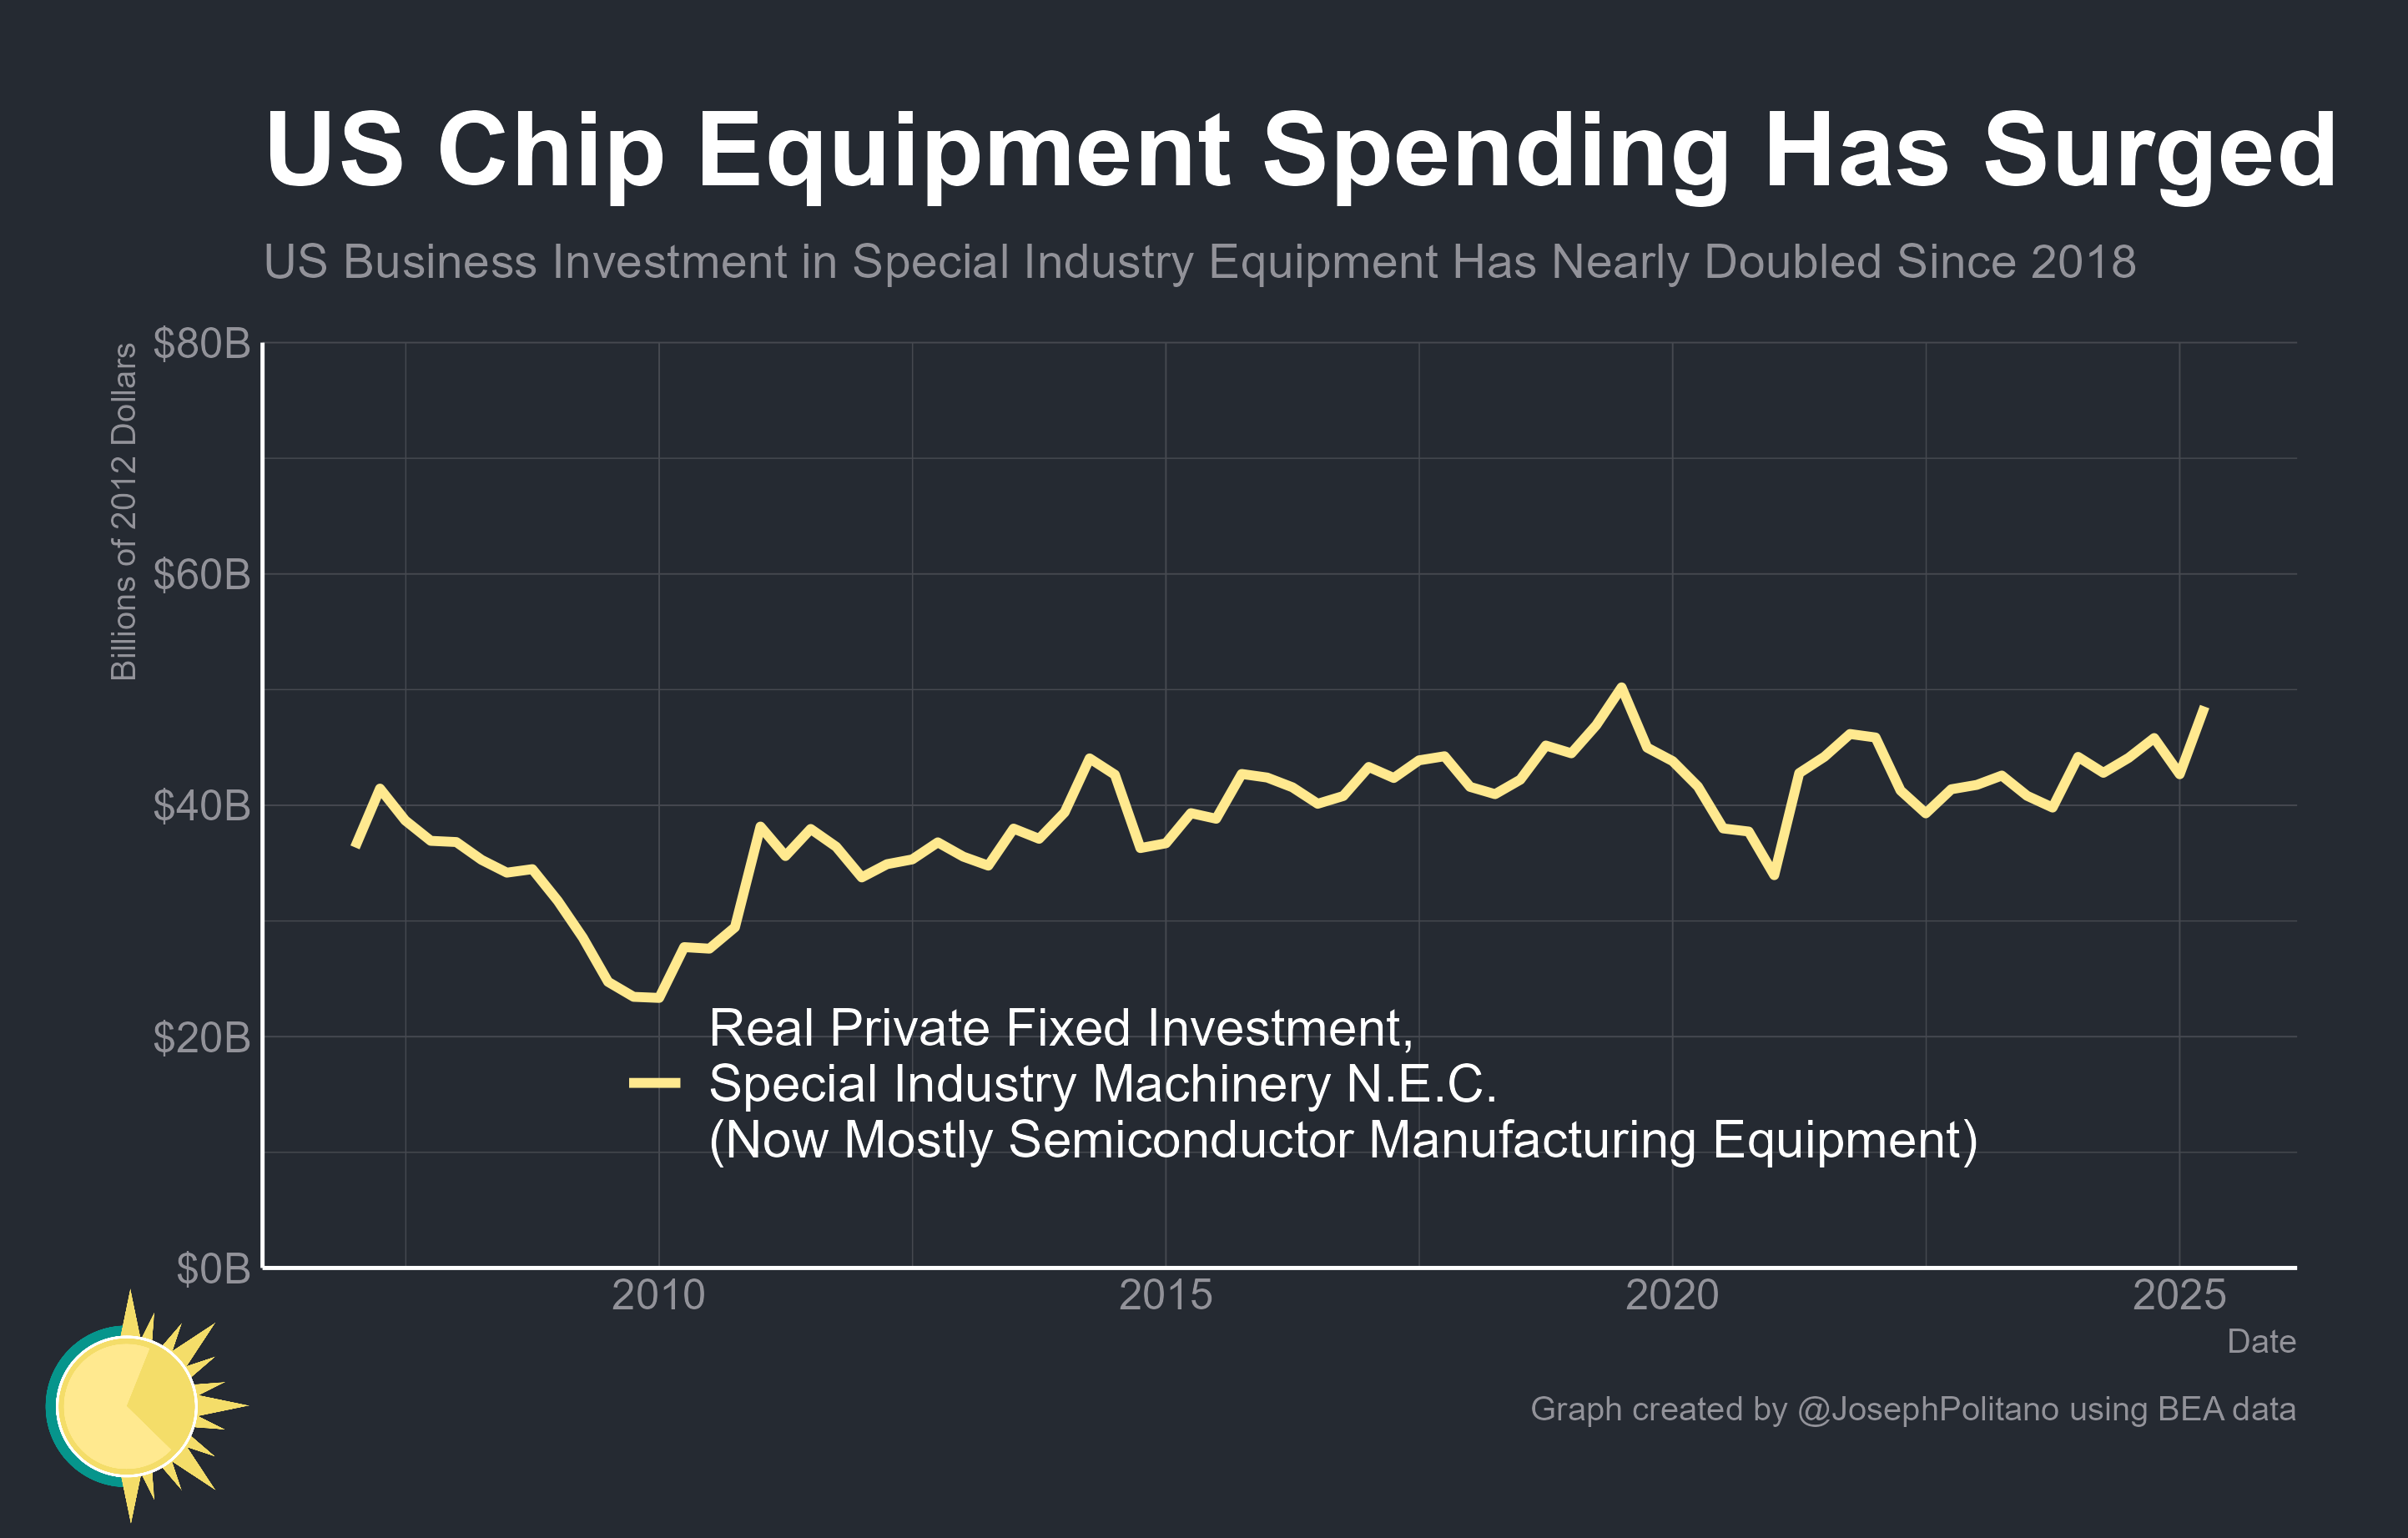 US Chip Equipment Spending Has Surged
US Business Investment in Special Industry Equipment Has Nearly Doubled Since 2018
Billions of 2012 Dollars
$80B
$60B
$40B
$20B
$0B
Real Private Fixed Investment,
Special Industry Machinery N.E.C.
(Now Mostly Semiconductor Manufacturing Equipment)
2010
2015
2020
2025
Date
Graph created by @JosephPolitano using BEA data